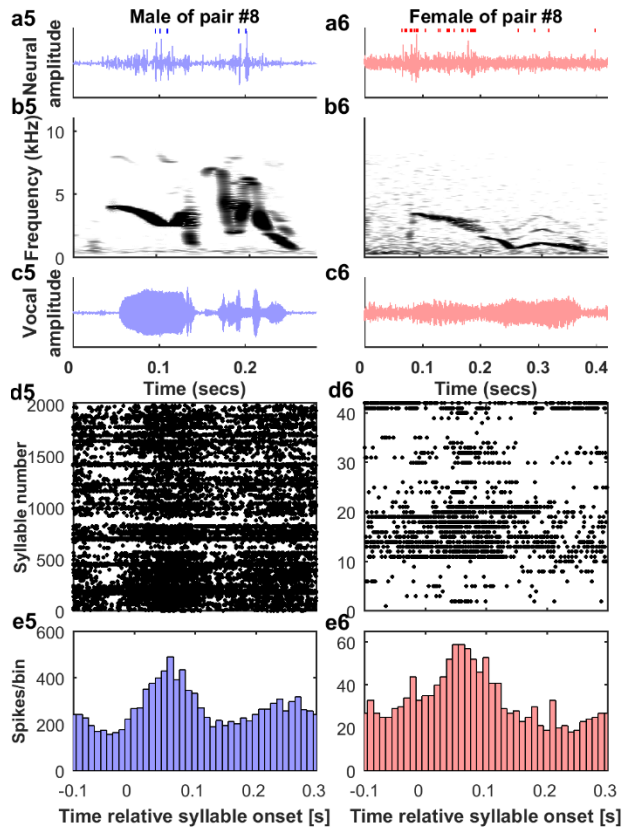 a5 Male of pair #8 a6 Female of pair #8
Neural amplitude
b5 b6
Frequency (kHz)
10
5
0
c5 c6
Vocal amplitude
0 0.1 0.2 0 0.1 0.2 0.3 0.4
Time (secs) Time (secs)
d5 d6
Syllable number
2000 40
1500 30
1000 20
500 10
0 0
e5 e6
Spikes/bin
600 60
400 40
200 20
0 0
-0.1 0 0.1 0.2 0.3 -0.1 0 0.1 0.2 0.3
Time relative syllable onset [s] Time relative syllable onset [s]